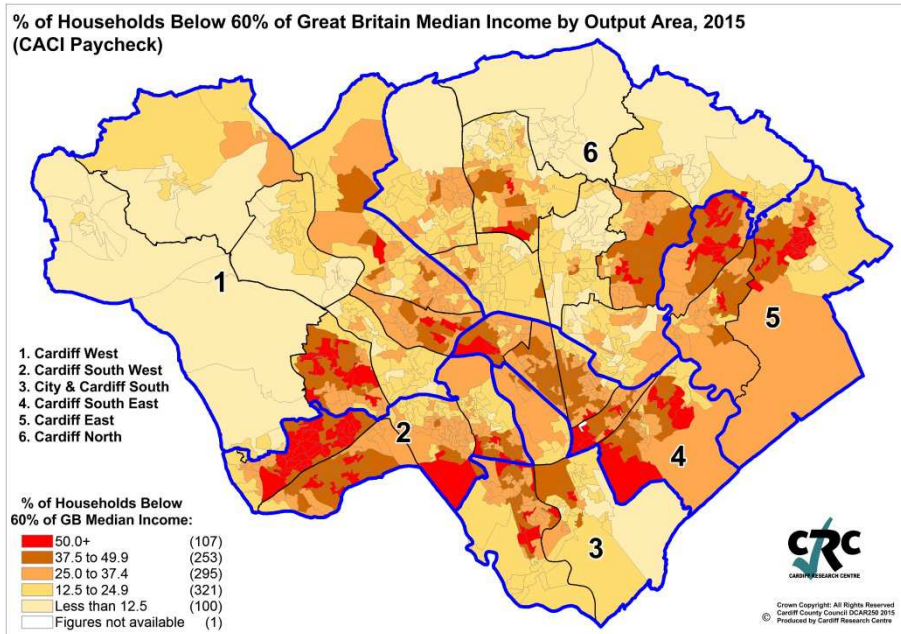 % of Households Below 60% of Great Britain Median Income by Output Area, 2015
(CACI Paycheck)
6
1
5
1. Cardiff West
2. Cardiff South West
3. City & Cardiff South
4. Cardiff South East
5. Cardiff East
6. Cardiff North
2
4
3
% of Households Below
60% of GB Median Income:
50.0+ (107)
37.5 to 49.9 (253)
25.0 to 37.4 (295)
12.5 to 24.9 (321)
Less than 12.5 (100)
Figures not available (1)
CRC
CARDIFF RESEARCH CENTRE
Crown Copyright: All Rights Reserved
Cardiff County Council DCAR250 2015
© Produced by Cardiff Research Centre